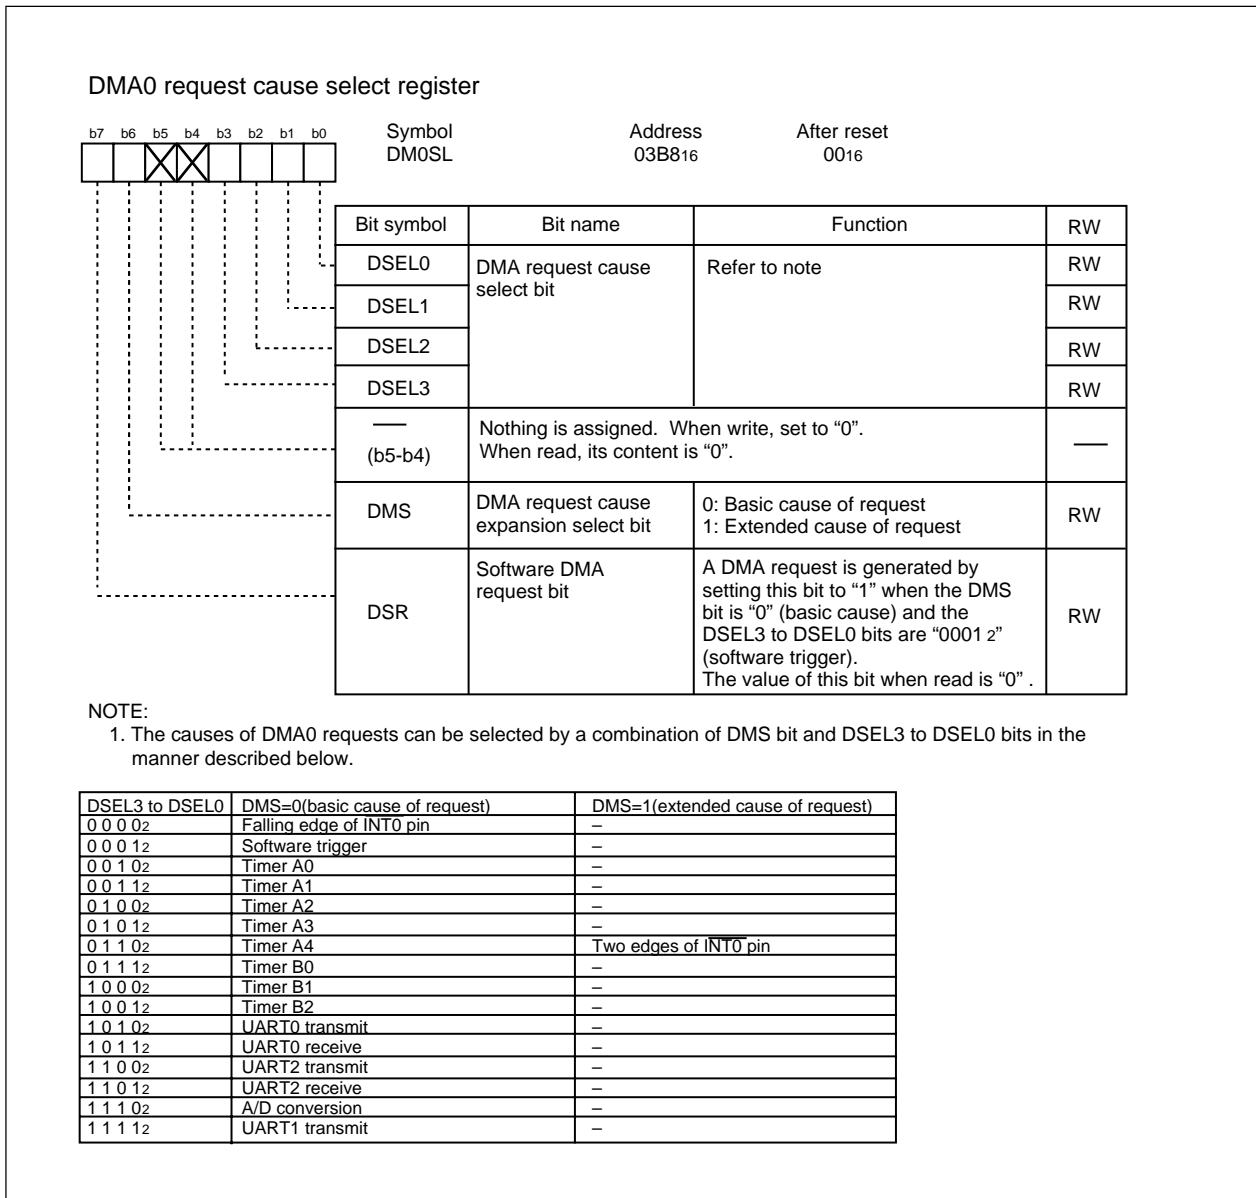 DMA0 request cause select register
b7 b6 b5 b4 b3 b2 b1 b0
Symbol Address After reset
DM0SL 03B816 0016
Bit symbol Bit name Function RW
DSEL0 DMA request cause select bit Refer to note RW
DSEL1 RW
DSEL2 RW
DSEL3 RW
— (b5-b4) Nothing is assigned. When write, set to “0”. —
When read, its content is “0”.
DMS DMA request cause expansion select bit 0: Basic cause of request RW
1: Extended cause of request
DSR Software DMA request bit A DMA request is generated by RW
setting this bit to “1” when the DMS
bit is “0” (basic cause) and the
DSEL3 to DSEL0 bits are “0001 2”
(software trigger).
The value of this bit when read is “0” .
NOTE:
1. The causes of DMA0 requests can be selected by a combination of DMS bit and DSEL3 to DSEL0 bits in the
manner described below.
DSEL3 to DSEL0 DMS=0(basic cause of request) DMS=1(extended cause of request)
0 0 0 02 Falling edge of INT0 pin –
0 0 0 12 Software trigger –
0 0 1 02 Timer A0 –
0 0 1 12 Timer A1 –
0 1 0 02 Timer A2 –
0 1 0 12 Timer A3 –
0 1 1 02 Timer A4 Two edges of INT0 pin
0 1 1 12 Timer B0 –
1 0 0 02 Timer B1 –
1 0 0 12 Timer B2 –
1 0 1 02 UART0 transmit –
1 0 1 12 UART0 receive –
1 1 0 02 UART2 transmit –
1 1 0 12 UART2 receive –
1 1 1 02 A/D conversion –
1 1 1 12 UART1 transmit –